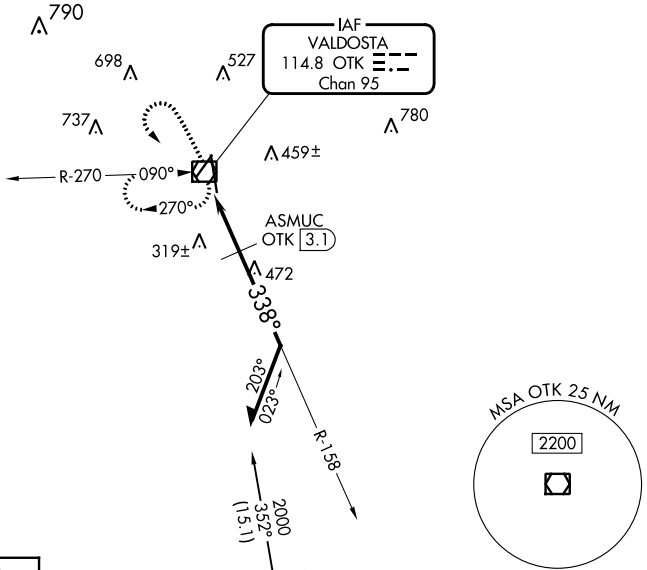 790
IAF
VALDOSTA
114.8 OTK
Chan 95
698
527
737
780
459±
R-270
090°
270°
ASMUC
OTK 3.1
319±
472
338°
203°
023°
R-158
2000
352°
(15.1)
MSA OTK 25 NM
2200